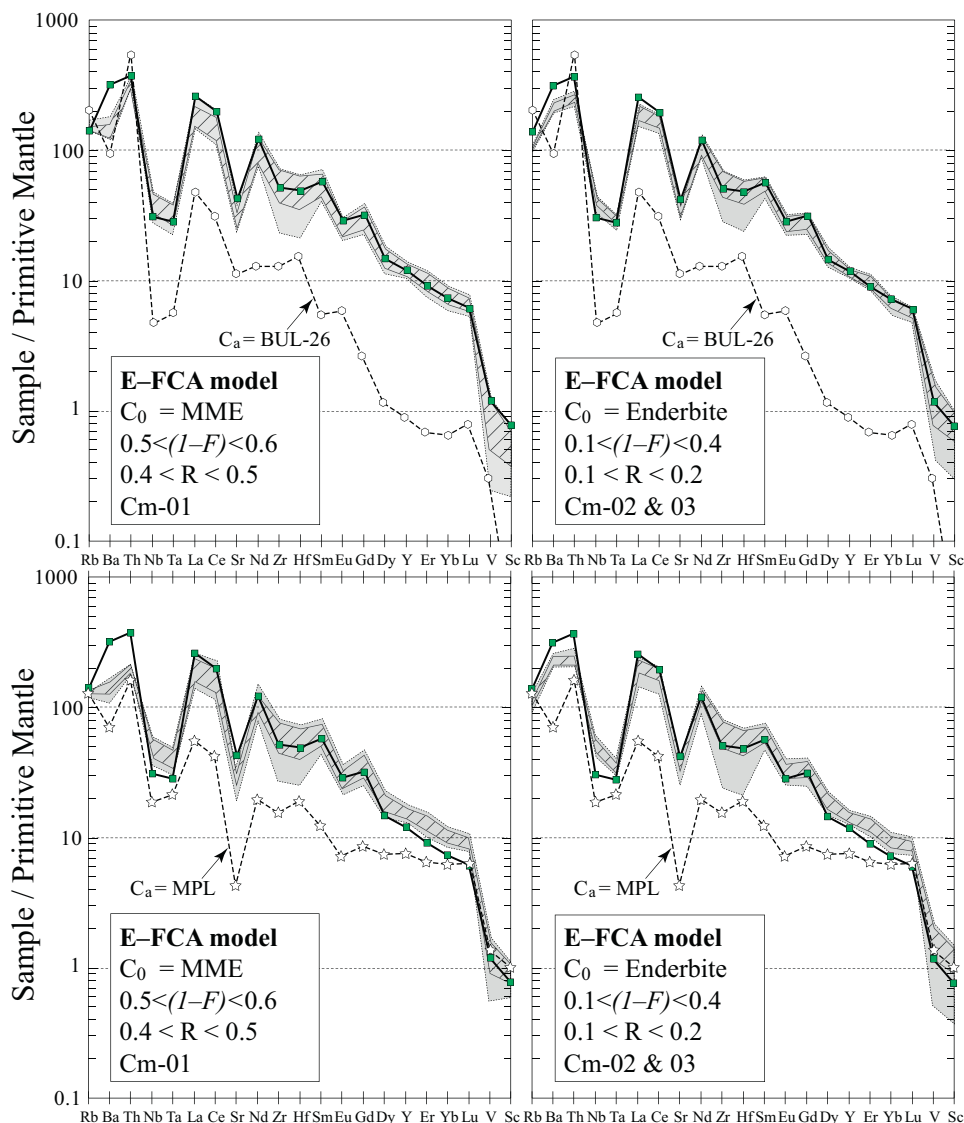 1000
100
10
1
0.1
Sample / Primitive Mantle
Cₐ = BUL-26
E–FCA model
C₀ = MME
0.5<(1–F)<0.6
0.4 < R < 0.5
Cm-01
Rb Ba Th Nb Ta La Ce Sr Nd Zr Hf Sm Eu Gd Dy Y Er Yb Lu V Sc
Cₐ = BUL-26
E–FCA model
C₀ = Enderbite
0.1<(1–F)<0.4
0.1 < R < 0.2
Cm-02 & 03
Rb Ba Th Nb Ta La Ce Sr Nd Zr Hf Sm Eu Gd Dy Y Er Yb Lu V Sc
1000
100
10
1
0.1
Sample / Primitive Mantle
Cₐ = MPL
E–FCA model
C₀ = MME
0.5<(1–F)<0.6
0.4 < R < 0.5
Cm-01
Rb Ba Th Nb Ta La Ce Sr Nd Zr Hf Sm Eu Gd Dy Y Er Yb Lu V Sc
Cₐ = MPL
E–FCA model
C₀ = Enderbite
0.1<(1–F)<0.4
0.1 < R < 0.2
Cm-02 & 03
Rb Ba Th Nb Ta La Ce Sr Nd Zr Hf Sm Eu Gd Dy Y Er Yb Lu V Sc